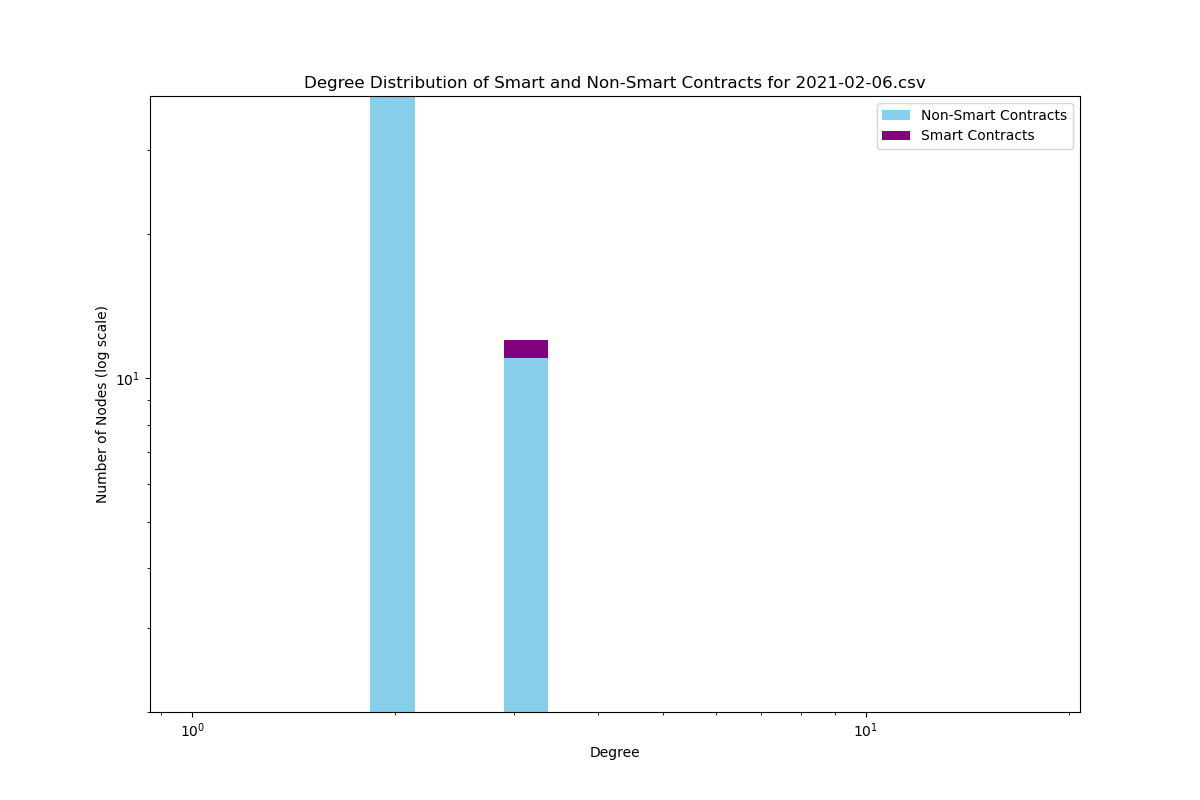 Degree Distribution of Smart and Non-Smart Contracts for 2021-02-06.csv
Non-Smart Contracts
Smart Contracts
Number of Nodes (log scale)
10¹
10⁰
10¹
Degree